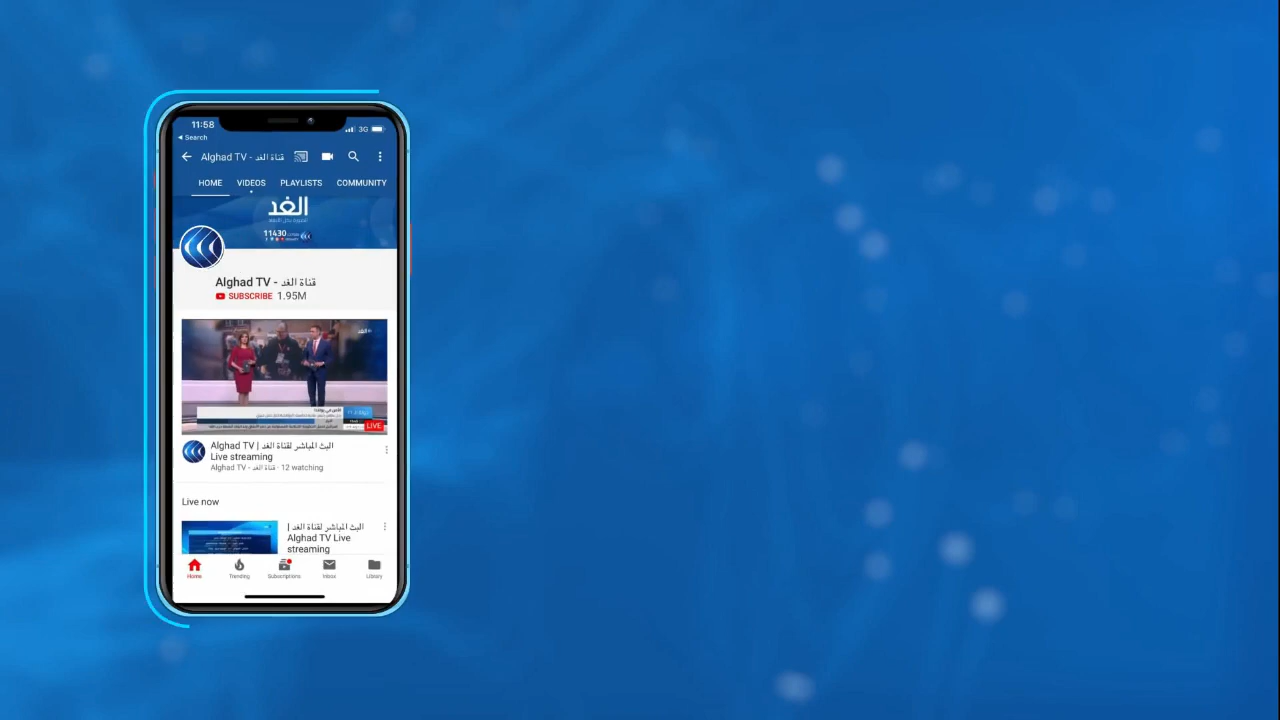 11:58
3G
Search
Alghad TV - قناة الغد
HOME VIDEOS PLAYLISTS COMMUNITY
الغد
11430
Alghad TV - قناة الغد
SUBSCRIBE 1.95M
الغد
LIVE
Alghad TV | البث المباشر لقناة الغد
Live streaming
Alghad TV - قناة الغد · 12 watching
Live now
البث المباشر لقناة الغد |
Alghad TV Live
streaming
Home Trending Subscriptions Inbox Library